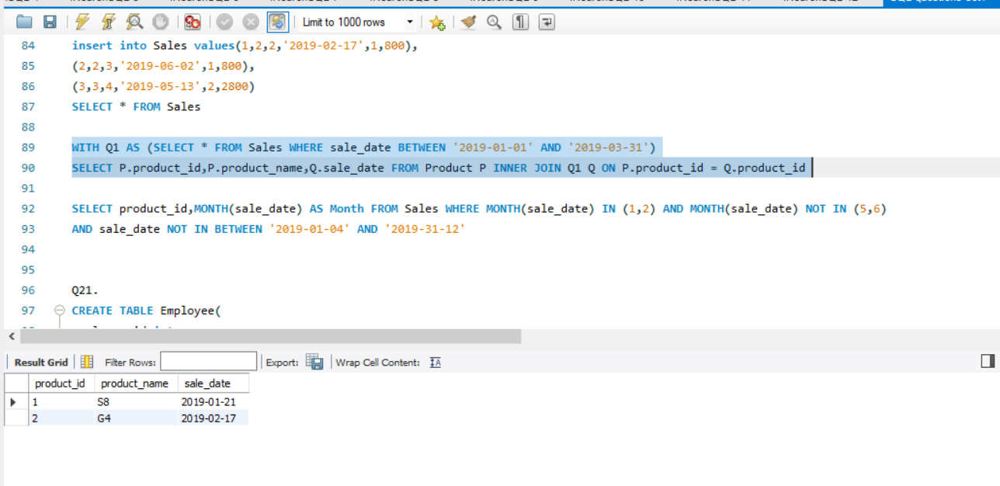 Limit to 1000 rows
84 insert into Sales values(1,2,2,'2019-02-17',1,800),
85 (2,2,3,'2019-06-02',1,800),
86 (3,3,4,'2019-05-13',2,2800)
87 SELECT * FROM Sales
88
89 WITH Q1 AS (SELECT * FROM Sales WHERE sale_date BETWEEN '2019-01-01' AND '2019-03-31')
90 SELECT P.product_id,P.product_name,Q.sale_date FROM Product P INNER JOIN Q1 Q ON P.product_id = Q.product_id
91
92 SELECT product_id,MONTH(sale_date) AS Month FROM Sales WHERE MONTH(sale_date) IN (1,2) AND MONTH(sale_date) NOT IN (5,6)
93 AND sale_date NOT IN BETWEEN '2019-01-04' AND '2019-31-12'
94
95
96 Q21.
97 CREATE TABLE Employee(
Result Grid Filter Rows: Export: Wrap Cell Content:
product_id product_name sale_date
1 S8 2019-01-21
2 G4 2019-02-17